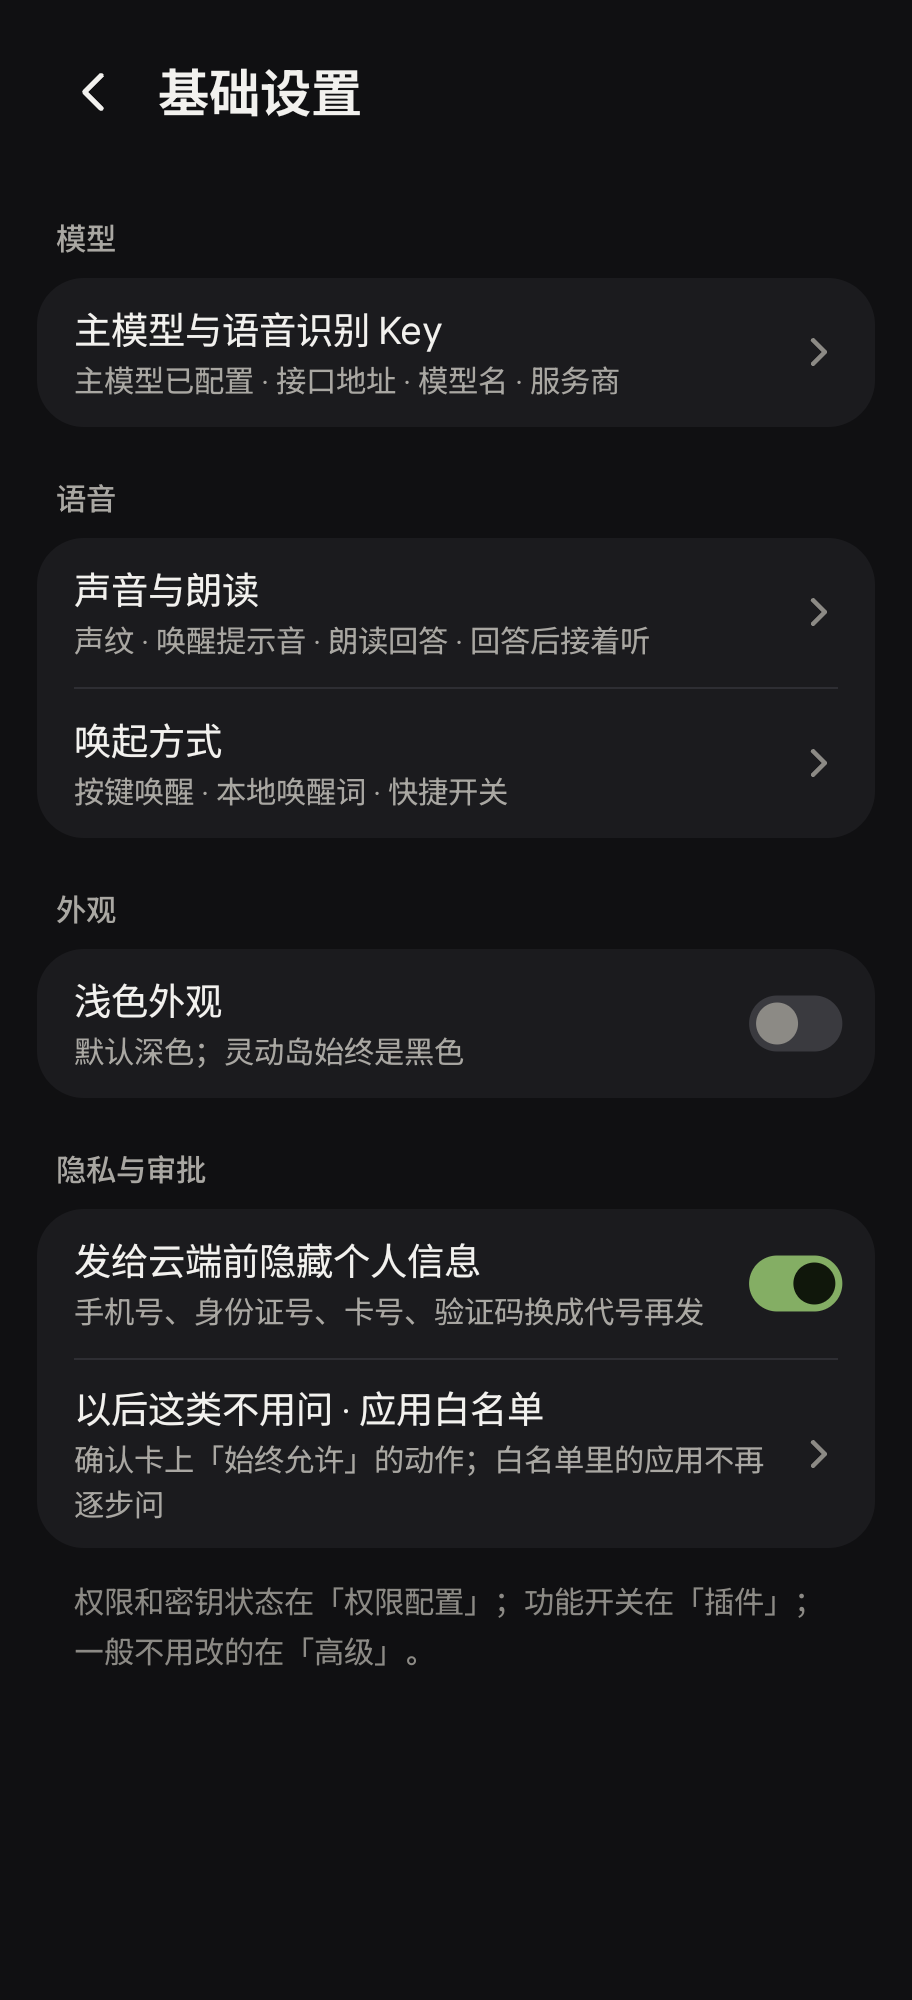 基础设置
模型
主模型与语音识别 Key
主模型已配置 · 接口地址 · 模型名 · 服务商
语音
声音与朗读
声纹 · 唤醒提示音 · 朗读回答 · 回答后接着听
唤起方式
按键唤醒 · 本地唤醒词 · 快捷开关
外观
浅色外观
默认深色；灵动岛始终是黑色
隐私与审批
发给云端前隐藏个人信息
手机号、身份证号、卡号、验证码换成代号再发
以后这类不用问 · 应用白名单
确认卡上「始终允许」的动作；白名单里的应用不再
逐步问
权限和密钥状态在「权限配置」；功能开关在「插件」；
一般不用改的在「高级」。